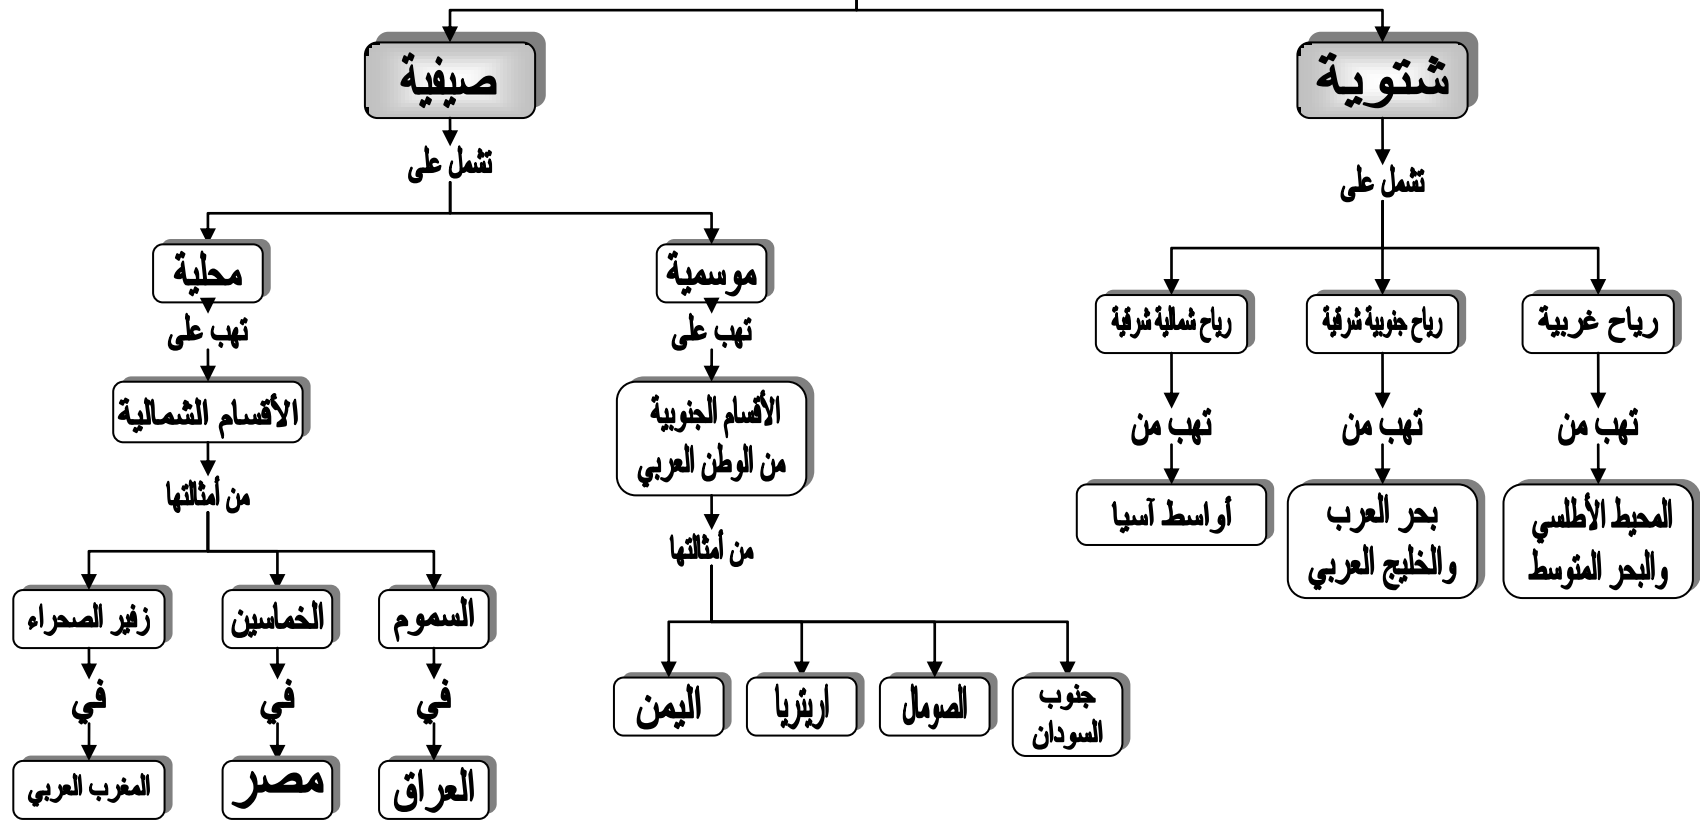 شتوية
صيفية
تشمل على
تشمل على
موسمية
محلية
رياح غربية
رياح جنوبية شرقية
رياح شمالية شرقية
تهب على
تهب على
الأقسام الجنوبية
من الوطن العربي
الأقسام الشمالية
تهب من
تهب من
تهب من
المحيط الأطلسي
والبحر المتوسط
بحر العرب
والخليج العربي
أواسط آسيا
من أمثالتها
من أمثالتها
السموم
الخماسين
زفير الصحراء
جنوب
السودان
الصومال
اريتريا
اليمن
في
في
في
العراق
مصر
المغرب العربي